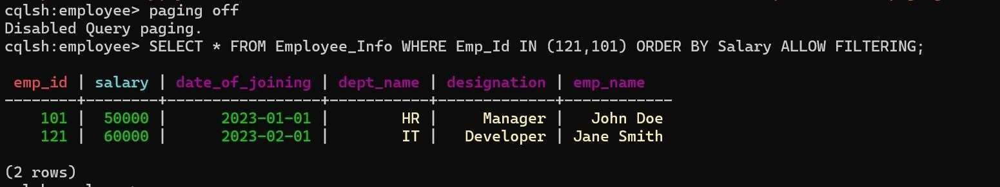 cqlsh:employee> paging off
Disabled Query paging.
cqlsh:employee> SELECT * FROM Employee_Info WHERE Emp_Id IN (121,101) ORDER BY Salary ALLOW FILTERING;
emp_id | salary | date_of_joining | dept_name | designation | emp_name
--------+--------+-----------------+-----------+-------------+------------
101 | 50000 | 2023-01-01 | HR | Manager | John Doe
121 | 60000 | 2023-02-01 | IT | Developer | Jane Smith
(2 rows)